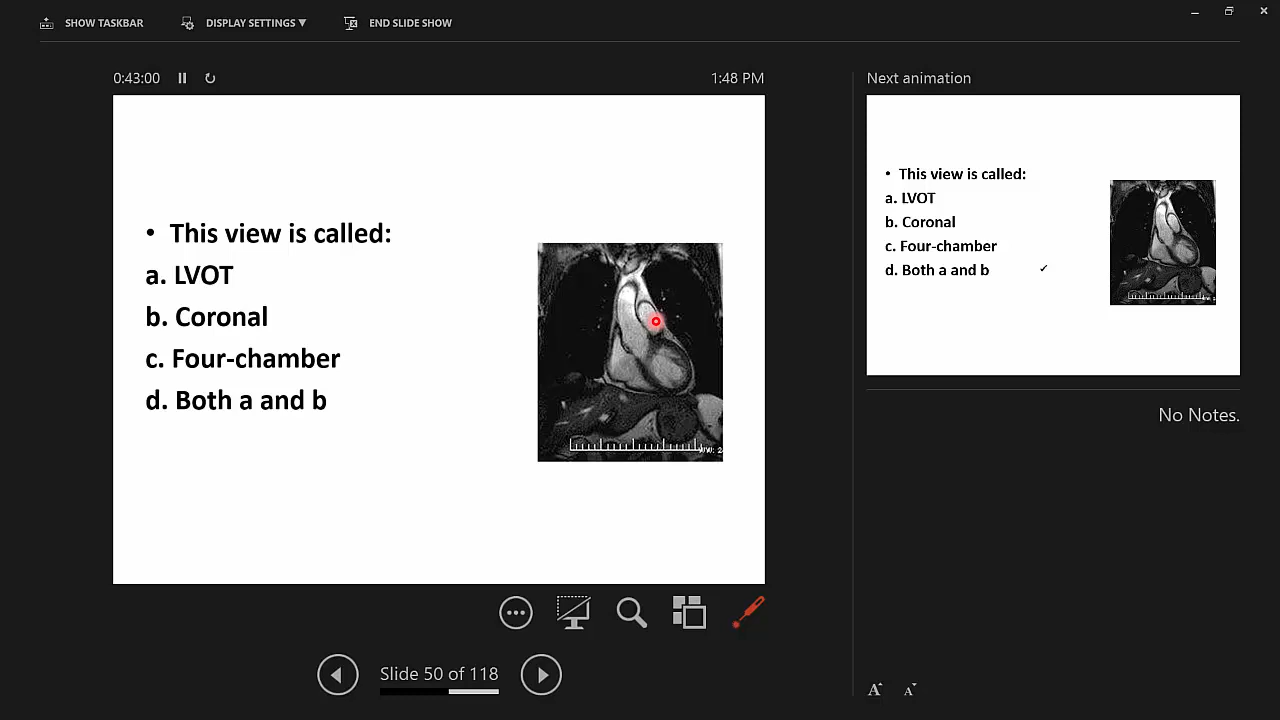 SHOW TASKBAR
DISPLAY SETTINGS ▼
END SLIDE SHOW
0:43:00
1:48 PM
• This view is called:
a. LVOT
b. Coronal
c. Four-chamber
d. Both a and b
WW: 2
Next animation
• This view is called:
a. LVOT
b. Coronal
c. Four-chamber
d. Both a and b ✓
No Notes.
Slide 50 of 118
A A